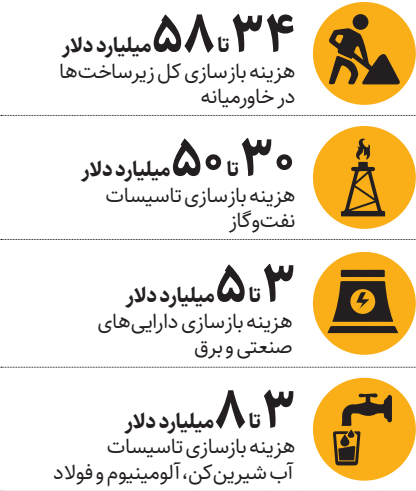 ۳۴ تا ۵۸ میلیارد دلار
هزینه بازسازی کل زیرساخت‌ها
در خاورمیانه
۳۰ تا ۵۰ میلیارد دلار
هزینه بازسازی تاسیسات
نفت‌وگاز
۳ تا ۵ میلیارد دلار
هزینه بازسازی دارایی‌های
صنعتی و برق
۳ تا ۸ میلیارد دلار
هزینه بازسازی تاسیسات
آب شیرین‌کن، آلومینیوم و فولاد